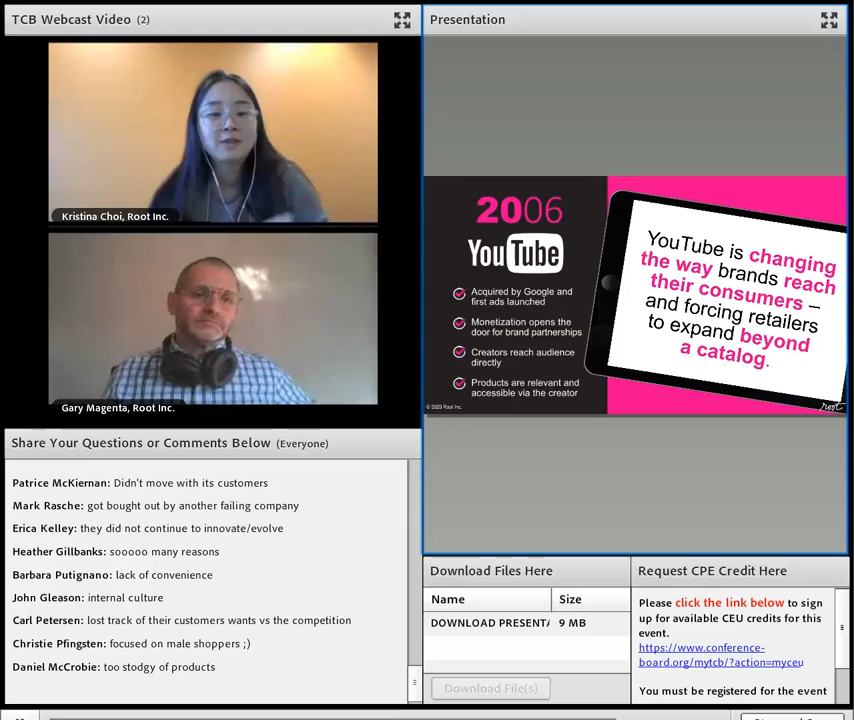 TCB Webcast Video (2)
Kristina Choi, Root Inc.
Gary Magenta, Root Inc.
Share Your Questions or Comments Below (Everyone)
Patrice McKiernan: Didn't move with its customers
Mark Rasche: got bought out by another failing company
Erica Kelley: they did not continue to innovate/evolve
Heather Gillbanks: sooooo many reasons
Barbara Putignano: lack of convenience
John Gleason: internal culture
Carl Petersen: lost track of their customers wants vs the competition
Christie Pfingsten: focused on male shoppers ;)
Daniel McCrobie: too stodgy of products
Presentation
2006
YouTube
Acquired by Google and
first ads launched
Monetization opens the
door for brand partnerships
Creators reach audience
directly
Products are relevant and
accessible via the creator
© 2020 Root Inc.
YouTube is changing
the way brands reach
their consumers –
and forcing retailers
to expand beyond
a catalog.
root
Download Files Here
Name Size
DOWNLOAD PRESENTA 9 MB
Download File(s)
Request CPE Credit Here
Please click the link below to sign
up for available CEU credits for this
event.
https://www.conference-
board.org/mytcb/?action=myceu
You must be registered for the event